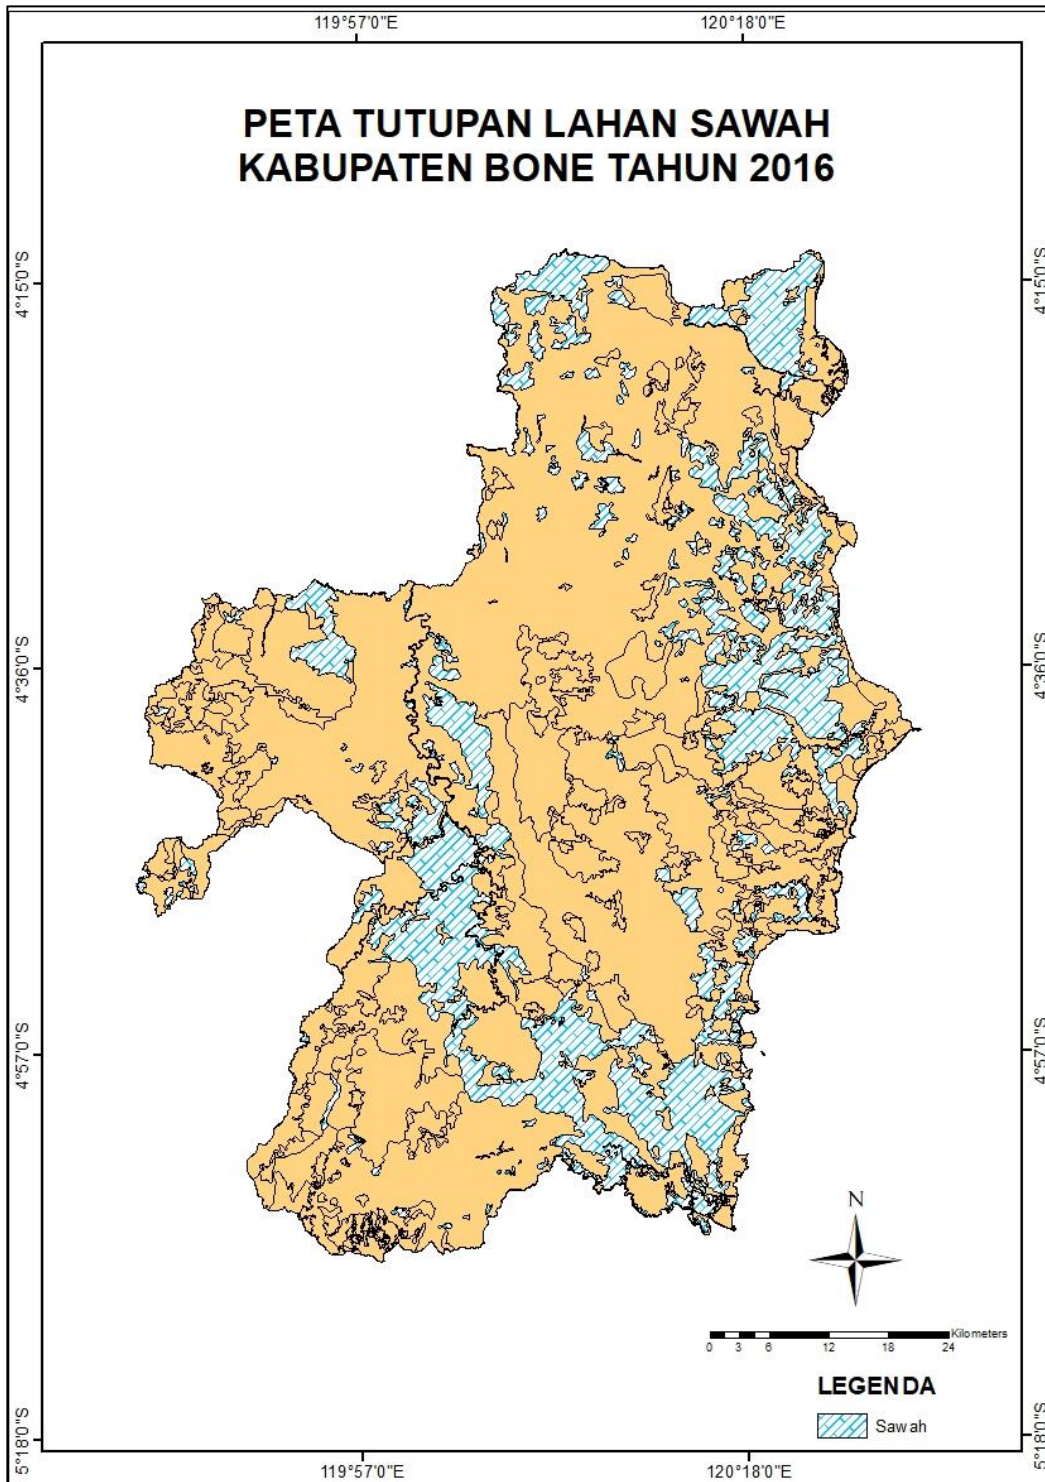 119°57'0"E 120°18'0"E
PETA TUTUPAN LAHAN SAWAH
KABUPATEN BONE TAHUN 2016
4°15'0"S 4°15'0"S
4°36'0"S 4°36'0"S
4°57'0"S 4°57'0"S
N
Kilometers
0 3 6 12 18 24
LEGENDA
Sawah
5°18'0"S 5°18'0"S
119°57'0"E 120°18'0"E